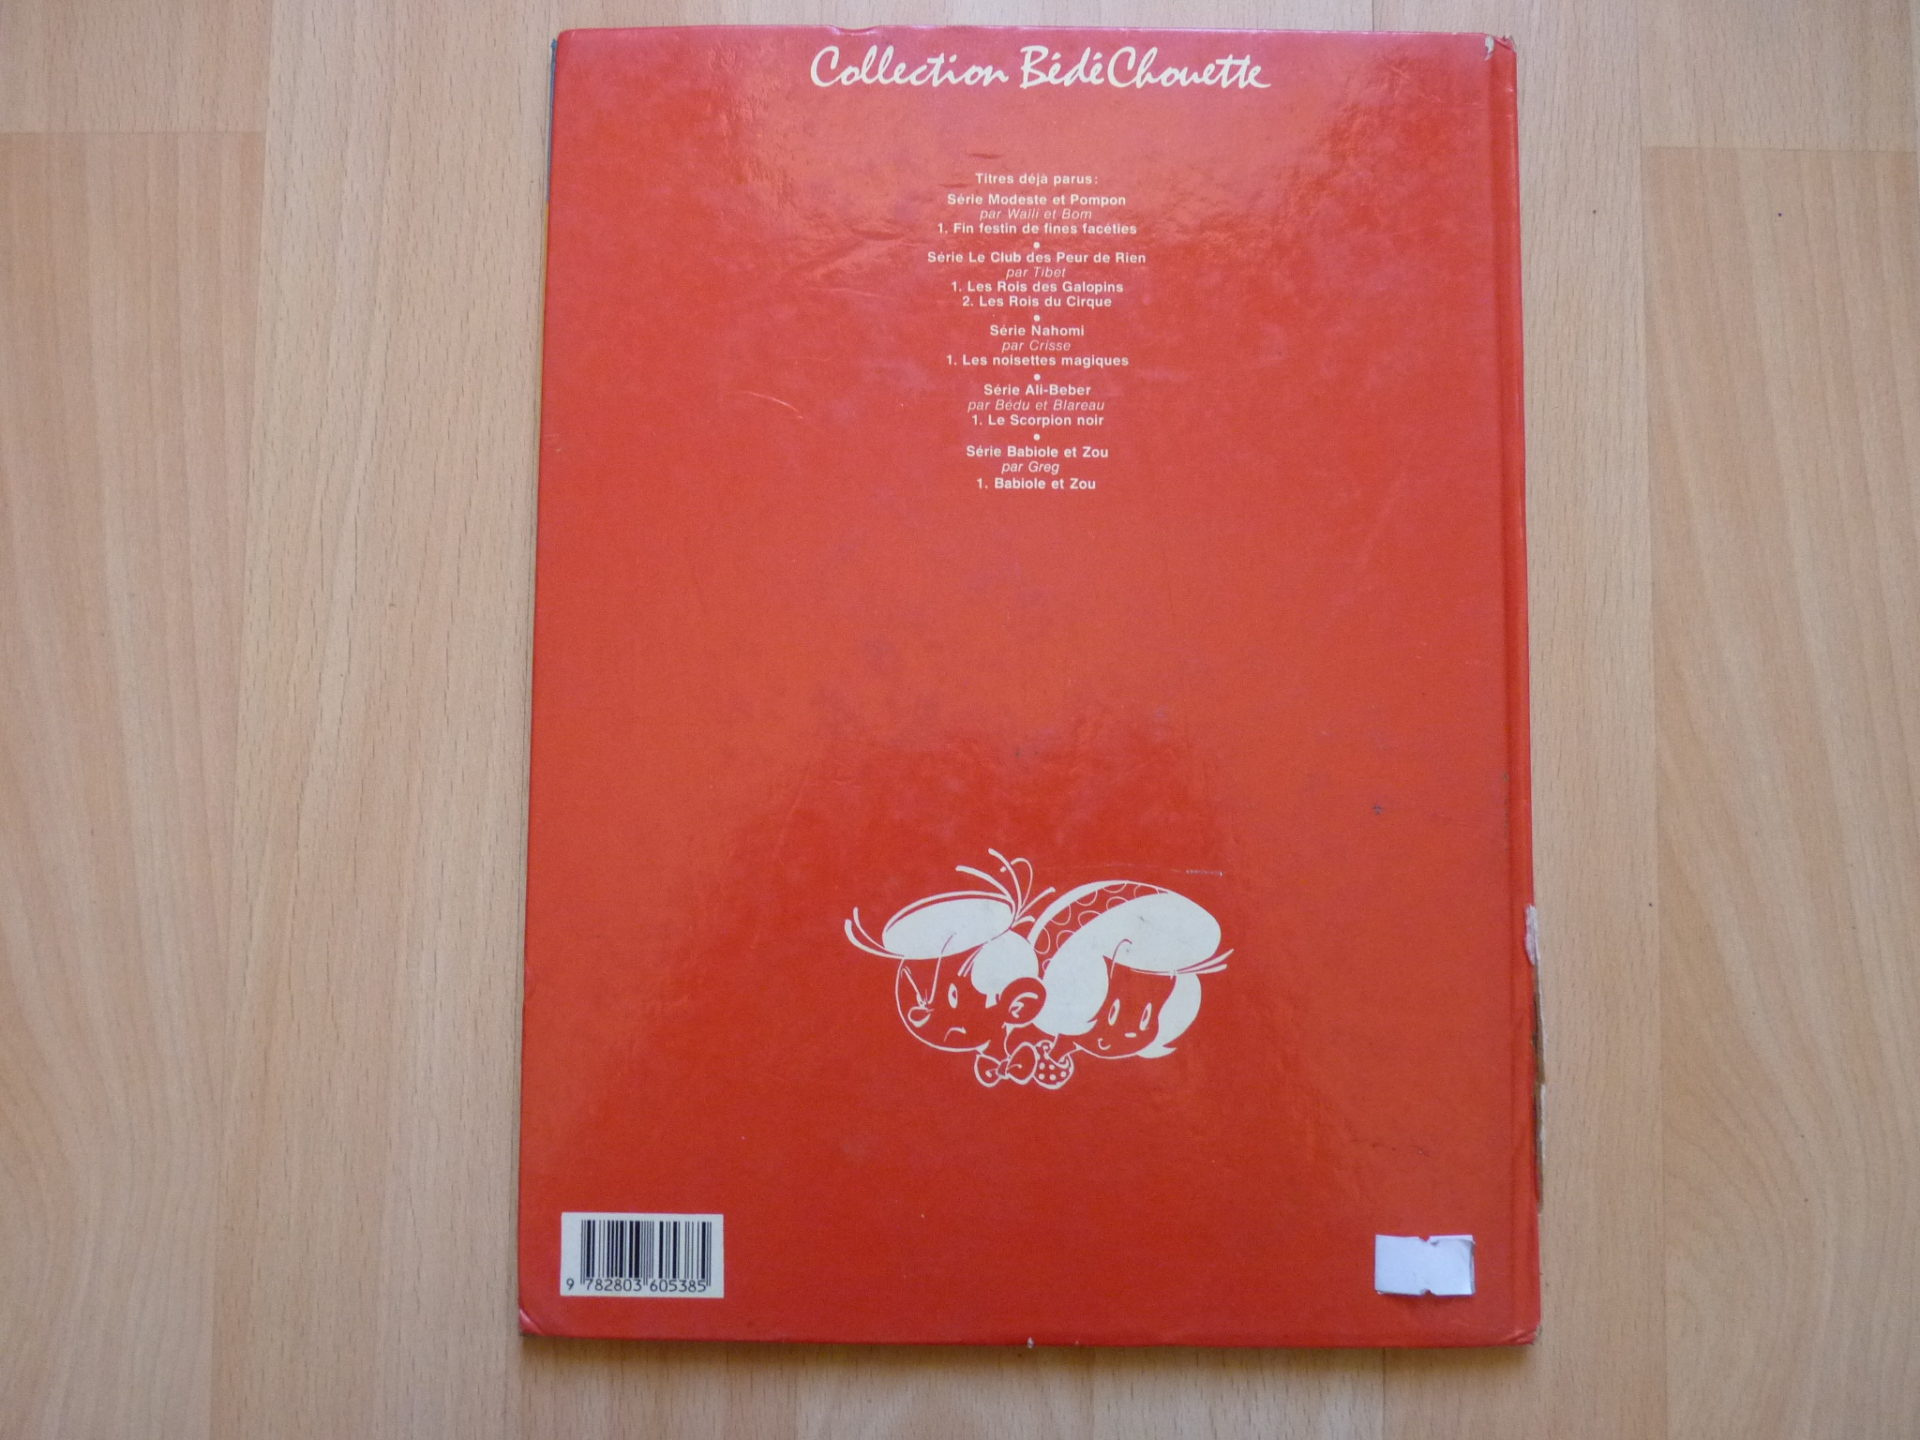 Collection BédéChouette
Titres déjà parus:
Série Modeste et Pompon
par Walli et Bom
1. Fin festin de fines facéties
Série Le Club des Peur de Rien
par Tibet
1. Les Rois des Galopins
2. Les Rois du Cirque
Série Nahomi
par Crisse
1. Les noisettes magiques
Série Ali-Beber
par Bédu et Blareau
1. Le Scorpion noir
Série Babiole et Zou
par Greg
1. Babiole et Zou
9 782803 605385